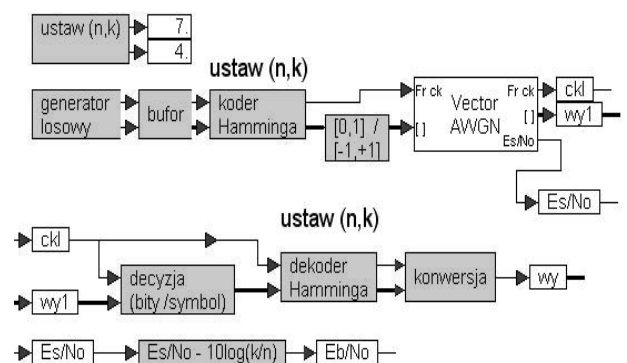 ustaw (n,k)
7.
4.
ustaw (n,k)
generator
losowy
bufor
koder
Hamminga
[0,1] /
[-1,+1]
Fr ck
[ ]
Vector
AWGN
Fr ck
[ ]
Es/No
ckl
wy1
Es/No
ustaw (n,k)
ckl
wy1
decyzja
(bity /symbol)
dekoder
Hamminga
konwersja
wy
Es/No
Es/No - 10log(k/n)
Eb/No